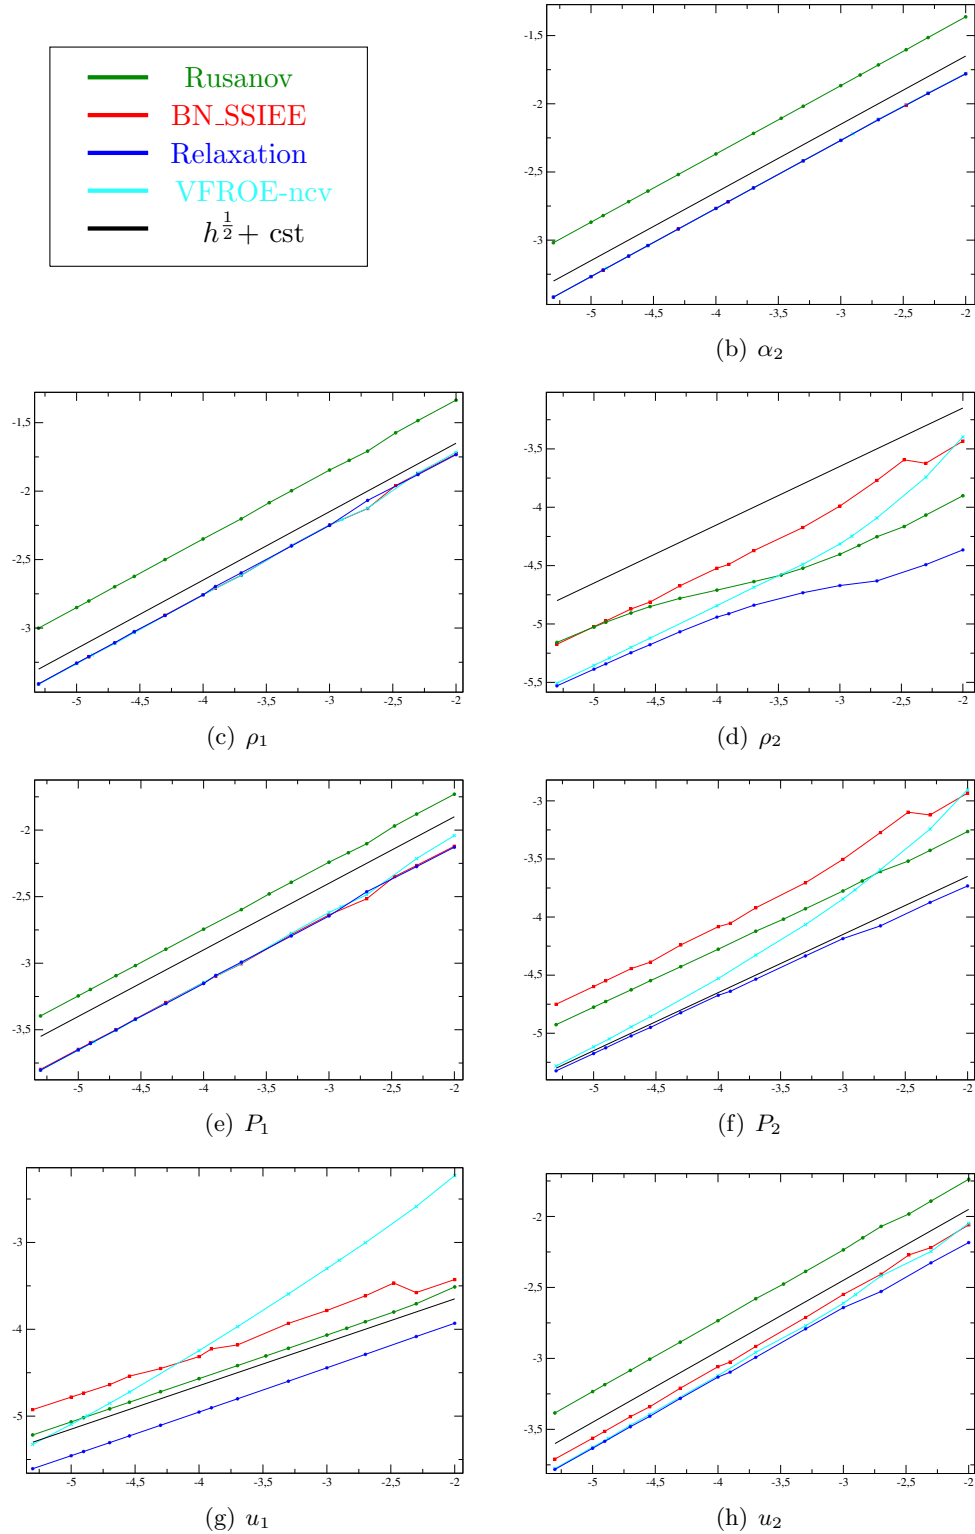 Rusanov
BN_SSIEE
Relaxation
VFROE-ncv
h^{1/2}+ cst
-1,5
-2
-2,5
-3
-5 -4,5 -4 -3,5 -3 -2,5 -2
(b) α₂
-1,5
-2
-2,5
-3
-5 -4,5 -4 -3,5 -3 -2,5 -2
(c) ρ₁
-3,5
-4
-4,5
-5
-5,5
-5 -4,5 -4 -3,5 -3 -2,5 -2
(d) ρ₂
-2
-2,5
-3
-3,5
-5 -4,5 -4 -3,5 -3 -2,5 -2
(e) P₁
-3
-3,5
-4
-4,5
-5
-5 -4,5 -4 -3,5 -3 -2,5 -2
(f) P₂
-3
-4
-5
-5 -4,5 -4 -3,5 -3 -2,5 -2
(g) u₁
-2
-2,5
-3
-3,5
-5 -4,5 -4 -3,5 -3 -2,5 -2
(h) u₂